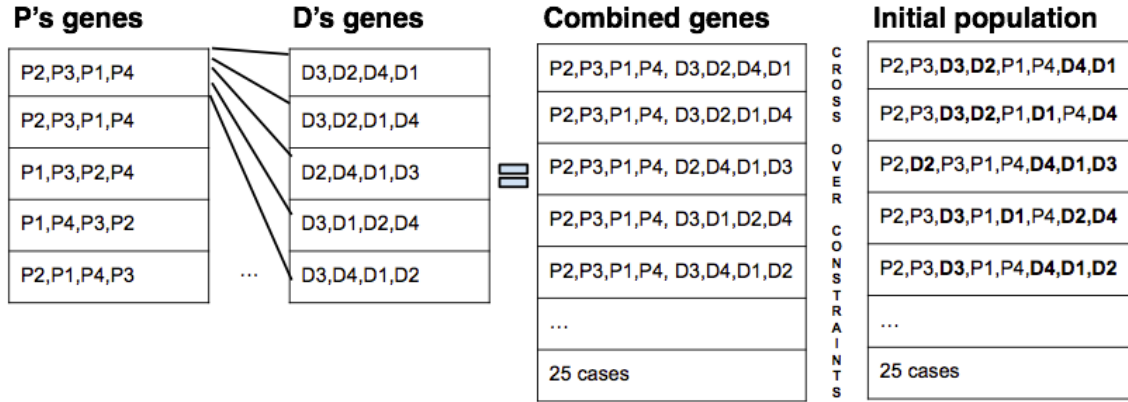 P's genes
P2,P3,P1,P4
P2,P3,P1,P4
P1,P3,P2,P4
P1,P4,P3,P2
P2,P1,P4,P3
...
D's genes
D3,D2,D4,D1
D3,D2,D1,D4
D2,D4,D1,D3
D3,D1,D2,D4
D3,D4,D1,D2
Combined genes
P2,P3,P1,P4, D3,D2,D4,D1
P2,P3,P1,P4, D3,D2,D1,D4
P2,P3,P1,P4, D2,D4,D1,D3
P2,P3,P1,P4, D3,D1,D2,D4
P2,P3,P1,P4, D3,D4,D1,D2
...
25 cases
CROSS OVER CONSTRAINTS
Initial population
P2,P3,D3,D2,P1,P4,D4,D1
P2,P3,D3,D2,P1,D1,P4,D4
P2,D2,P3,P1,P4,D4,D1,D3
P2,P3,D3,P1,D1,P4,D2,D4
P2,P3,D3,P1,P4,D4,D1,D2
...
25 cases